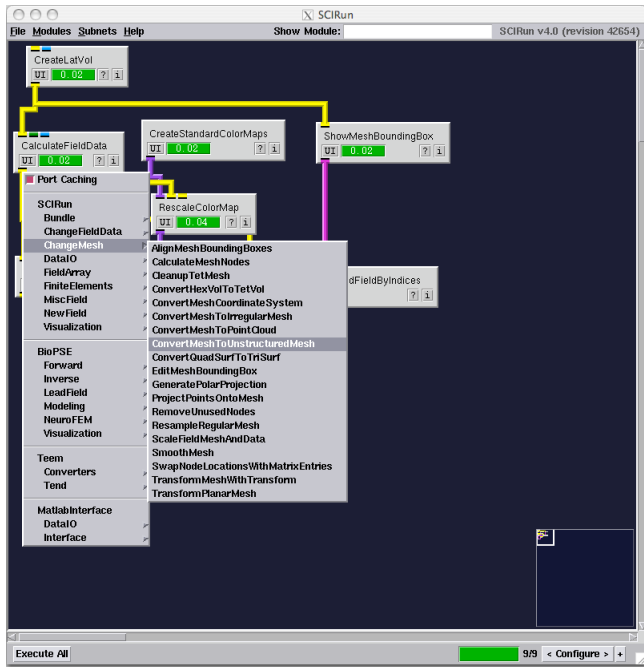 SCIRun
File Modules Subnets Help Show Module: SCIRun v4.0 (revision 42654)
CreateLatVol
UI 0.02 ? i
CalculateFieldData
UI 0.02 ? i
CreateStandardColorMaps
UI 0.02 ? i
ShowMeshBoundingBox
UI 0.02 ? i
RescaleColorMap
UI 0.04 ? i
dFieldByIndices
? i
Port Caching
SCIRun
Bundle
ChangeFieldData
ChangeMesh
DataIO
FieldArray
FiniteElements
MiscField
NewField
Visualization
BioPSE
Forward
Inverse
LeadField
Modeling
NeuroFEM
Visualization
Teem
Converters
Tend
MatlabInterface
DataIO
Interface
AlignMeshBoundingBoxes
CalculateMeshNodes
CleanupTetMesh
ConvertHexVolToTetVol
ConvertMeshCoordinateSystem
ConvertMeshToIrregularMesh
ConvertMeshToPointCloud
ConvertMeshToUnstructuredMesh
ConvertQuadSurfToTriSurf
EditMeshBoundingBox
GeneratePolarProjection
ProjectPointsOntoMesh
RemoveUnusedNodes
ResampleRegularMesh
ScaleFieldMeshAndData
SmoothMesh
SwapNodeLocationsWithMatrixEntries
TransformMeshWithTransform
TransformPlanarMesh
Execute All 9/9 < Configure > +